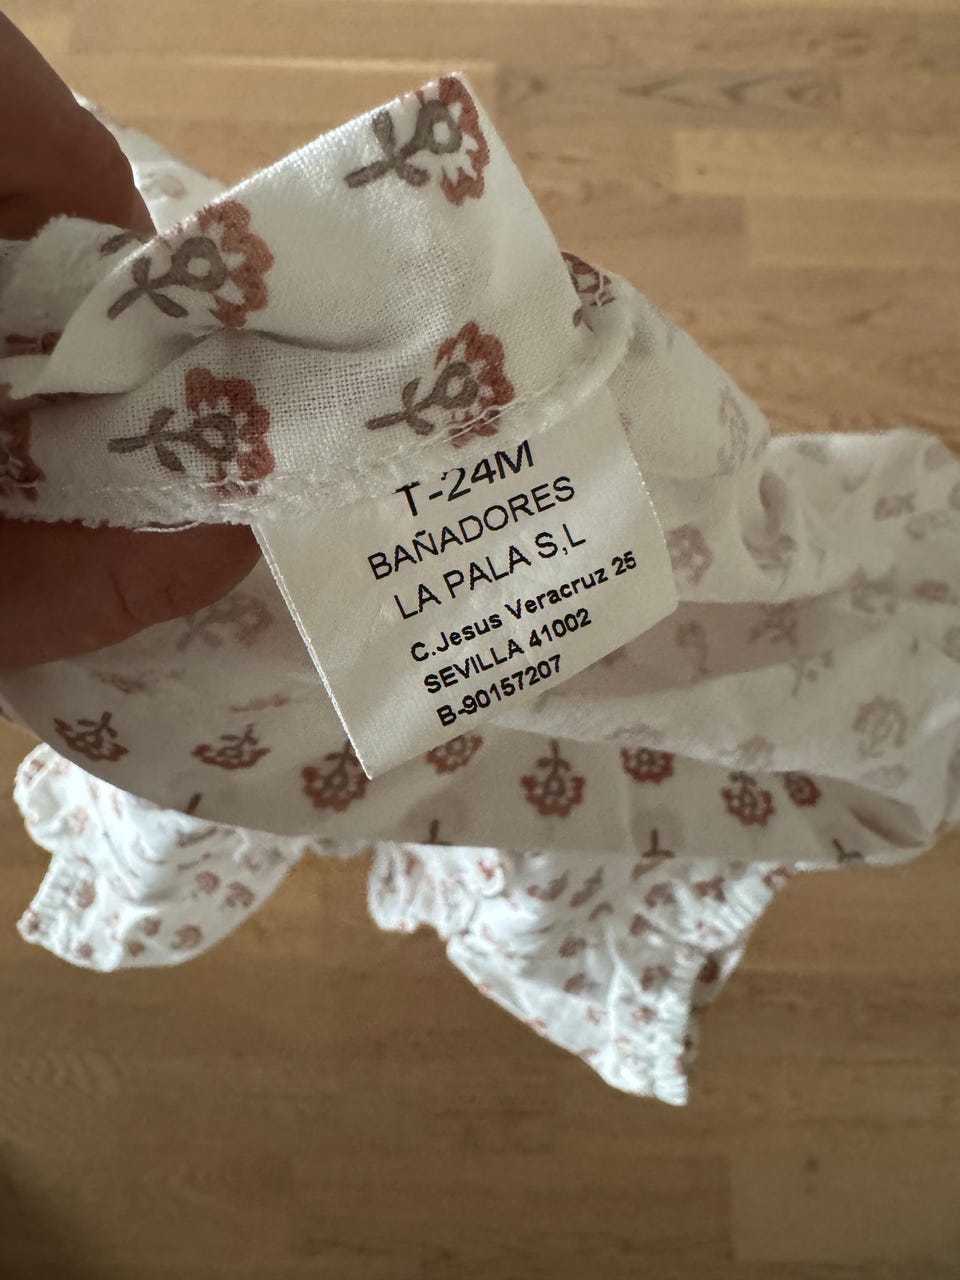 T-24M
BAÑADORES
LA PALA S,L
C.Jesus Veracruz 25
SEVILLA 41002
B-90157207